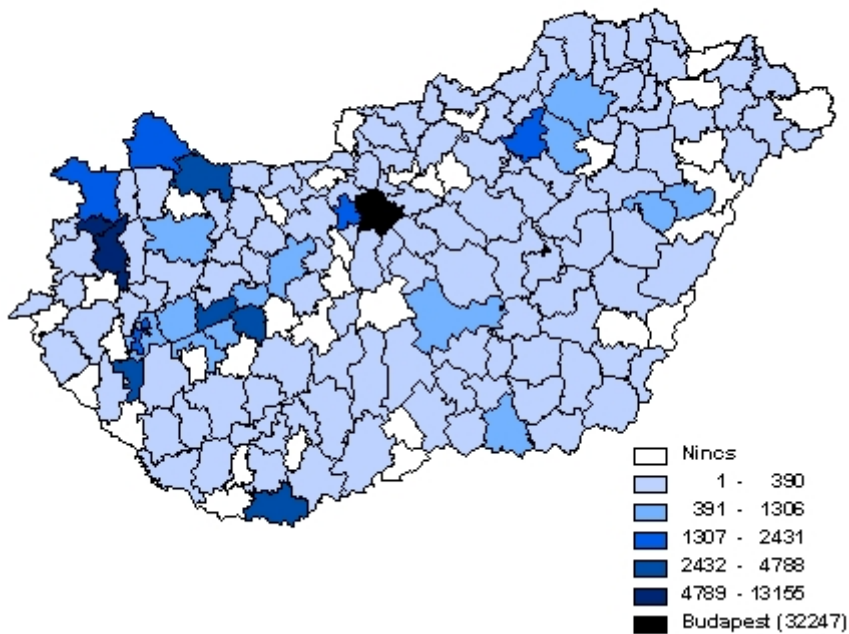 Nincs
1 - 390
391 - 1306
1307 - 2431
2432 - 4788
4789 - 13155
Budapest (32247)